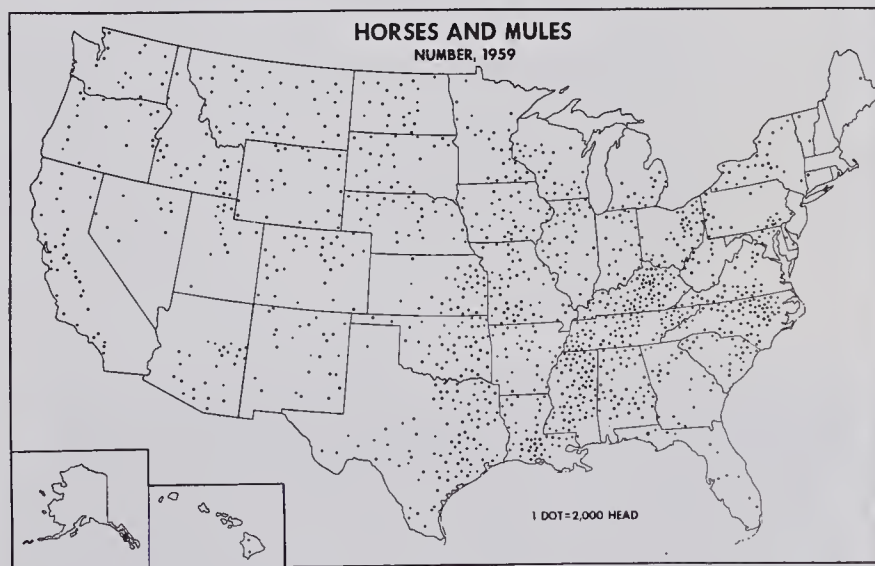 HORSES AND MULES
NUMBER, 1959
1 DOT=2,000 HEAD